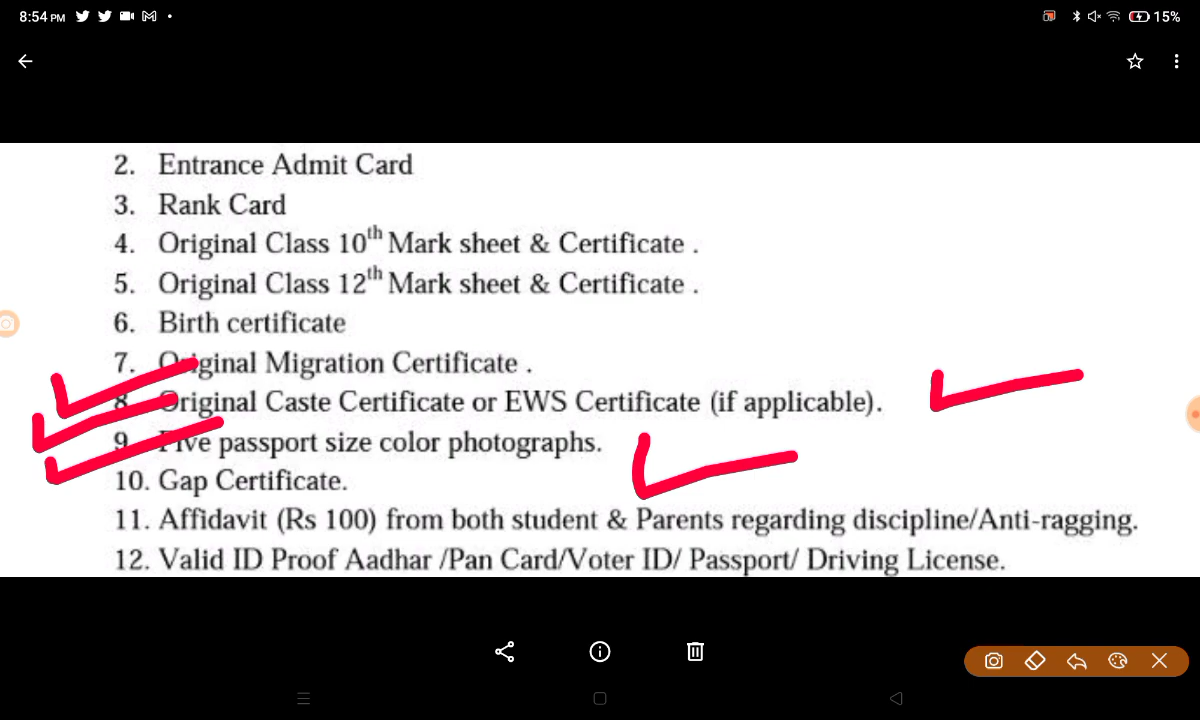 8:54 PM
15%
2. Entrance Admit Card
3. Rank Card
4. Original Class 10th Mark sheet & Certificate .
5. Original Class 12th Mark sheet & Certificate .
6. Birth certificate
7. Original Migration Certificate .
8. Original Caste Certificate or EWS Certificate (if applicable).
9. Five passport size color photographs.
10. Gap Certificate.
11. Affidavit (Rs 100) from both student & Parents regarding discipline/Anti-ragging.
12. Valid ID Proof Aadhar /Pan Card/Voter ID/ Passport/ Driving License.